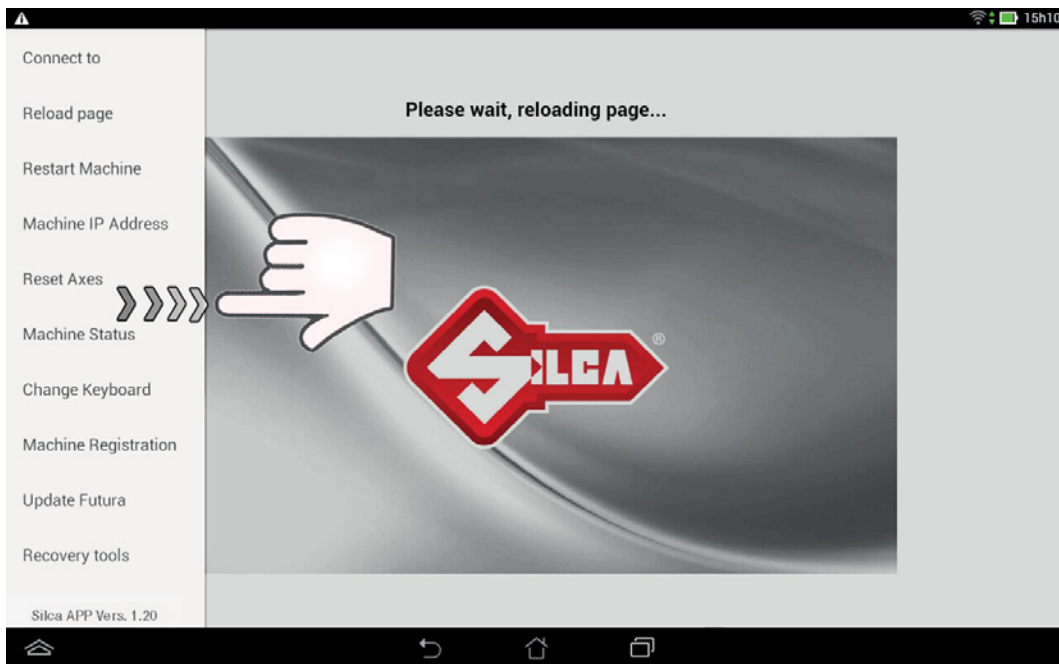 15h10
Connect to
Reload page
Restart Machine
Machine IP Address
Reset Axes
Machine Status
Change Keyboard
Machine Registration
Update Futura
Recovery tools
Silca APP Vers. 1.20
Please wait, reloading page...
SILCA ®